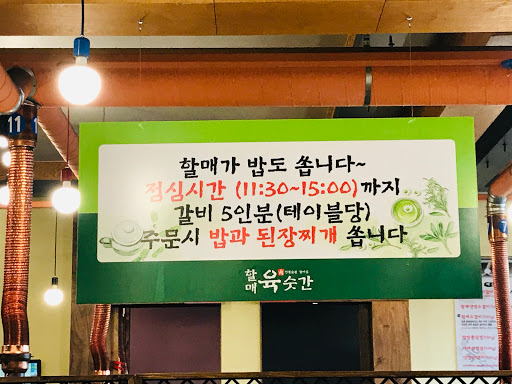 할매가 밥도 쏩니다~
점심시간 (11:30~15:00)까지
갈비 5인분(테이블당)
주문시 밥과 된장찌개 쏩니다
할매 육숫간
11 1